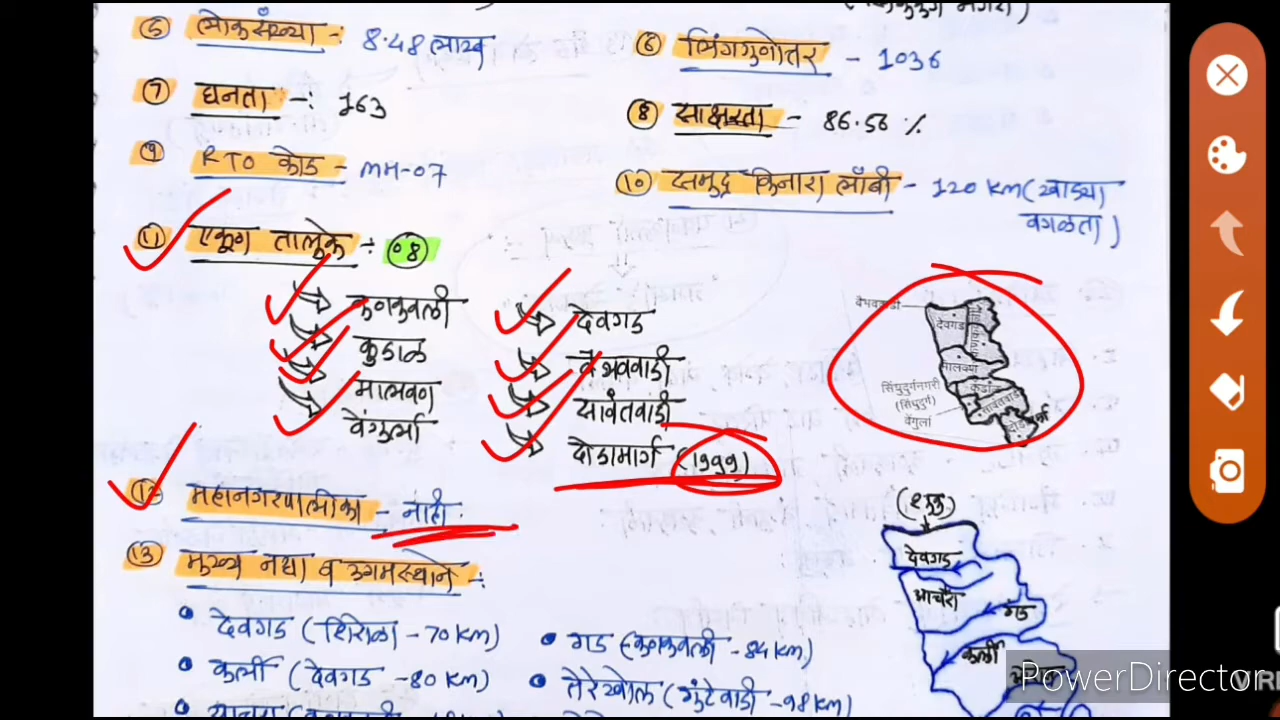 ⑤ लोकसंख्या -: 8.48 लाख
⑥ लिंगगुणोत्तर - 1036
⑦ घनता -: 163
⑧ साक्षरता - 86.56 %
⑨ RTO कोड - MH-07
⑩ समुद्र किनारा लांबी - 120 KM (खाड्या
वगळता)
⑪ एकूण तालुके ÷ 08
कणकवली
देवगड
कुडाळ
वैभववाडी
मालवण
सावंतवाडी
वेंगुर्ला
दोडामार्ग (1999)
वैभववाडी
देवगड
मालवण
सिंधुदुर्गनगरी
(सिंधुदुर्ग)
कुडाळ
वेंगुर्ला
सावंतवाडी
⑫ महानगरपालिका - नाही
⑬ मुख्य नद्या व उगमस्थाने ÷
• देवगड (शिराळा - 70 KM)
• गड (कणकवली - 84 KM)
• कर्ली (देवगड - 80 KM)
• तेरेखोल (
देवगड
आचरा
गड
कर्ली
PowerDirector